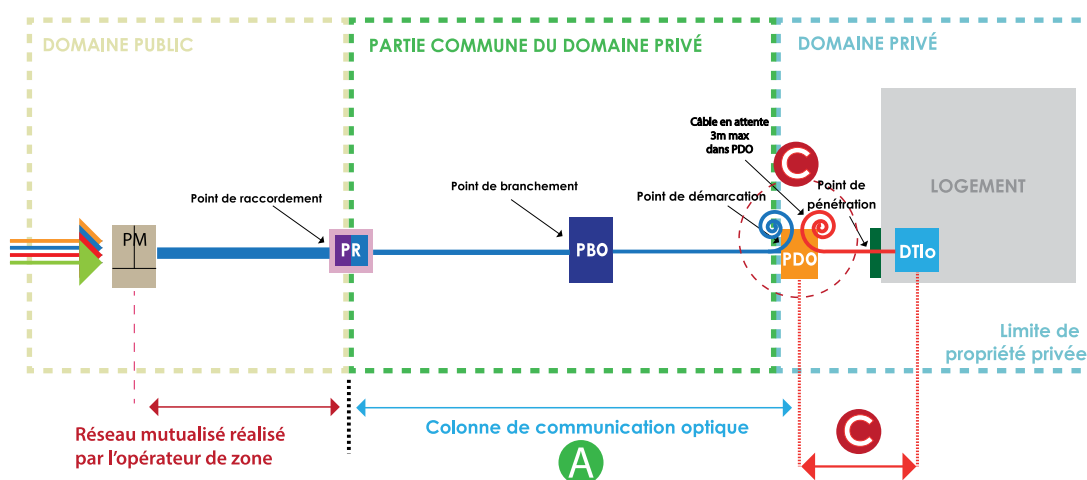 DOMAINE PUBLIC
PARTIE COMMUNE DU DOMAINE PRIVÉ
DOMAINE PRIVÉ
Câble en attente
3m max
dans PDO
C
Point de raccordement
Point de branchement
Point de démarcation
Point de
pénétration
LOGEMENT
PM
PR
PBO
PDO
DTIo
Limite de
propriété privée
Réseau mutualisé réalisé
par l'opérateur de zone
Colonne de communication optique
A
C